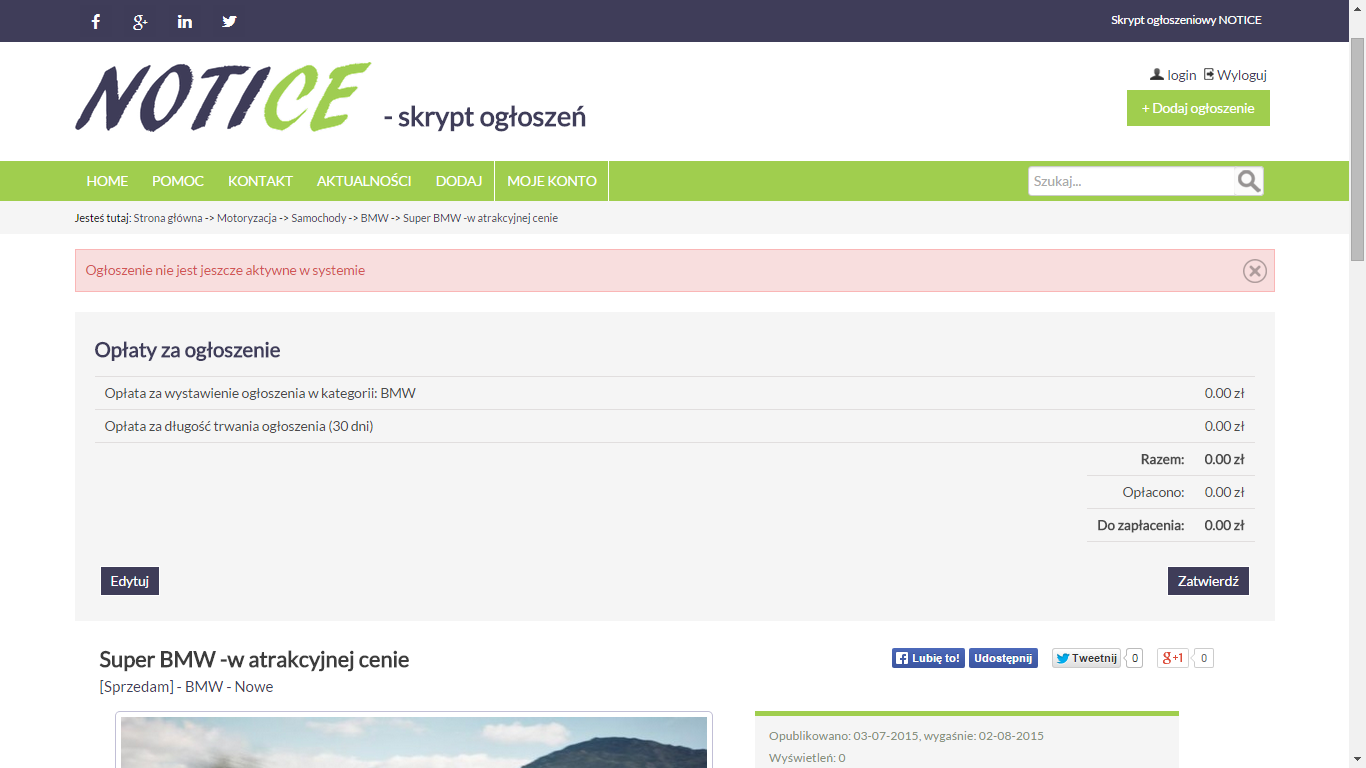 Skrypt ogłoszeniowy NOTICE
login Wyloguj
NOTICE - skrypt ogłoszeń
+ Dodaj ogłoszenie
HOME POMOC KONTAKT AKTUALNOŚCI DODAJ MOJE KONTO Szukaj...
Jesteś tutaj: Strona główna -> Motoryzacja -> Samochody -> BMW -> Super BMW -w atrakcyjnej cenie
Ogłoszenie nie jest jeszcze aktywne w systemie
Opłaty za ogłoszenie
Opłata za wystawienie ogłoszenia w kategorii: BMW 0.00 zł
Opłata za długość trwania ogłoszenia (30 dni) 0.00 zł
Razem: 0.00 zł
Opłacono: 0.00 zł
Do zapłacenia: 0.00 zł
Edytuj Zatwierdź
Super BMW -w atrakcyjnej cenie Lubię to! Udostępnij Tweetnij 0 +1 0
[Sprzedam] - BMW - Nowe
Opublikowano: 03-07-2015, wygaśnie: 02-08-2015
Wyświetleń: 0